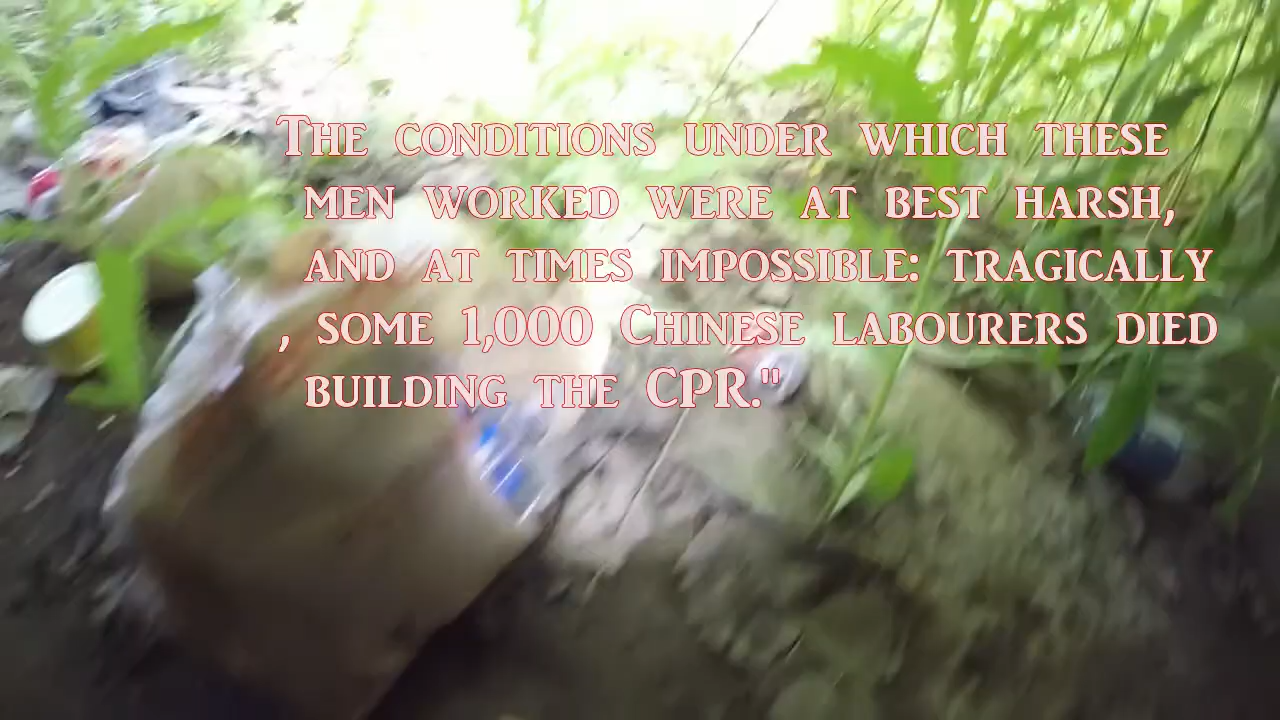 The conditions under which these
men worked were at best harsh,
and at times impossible: tragically
, some 1,000 Chinese labourers died
building the CPR."